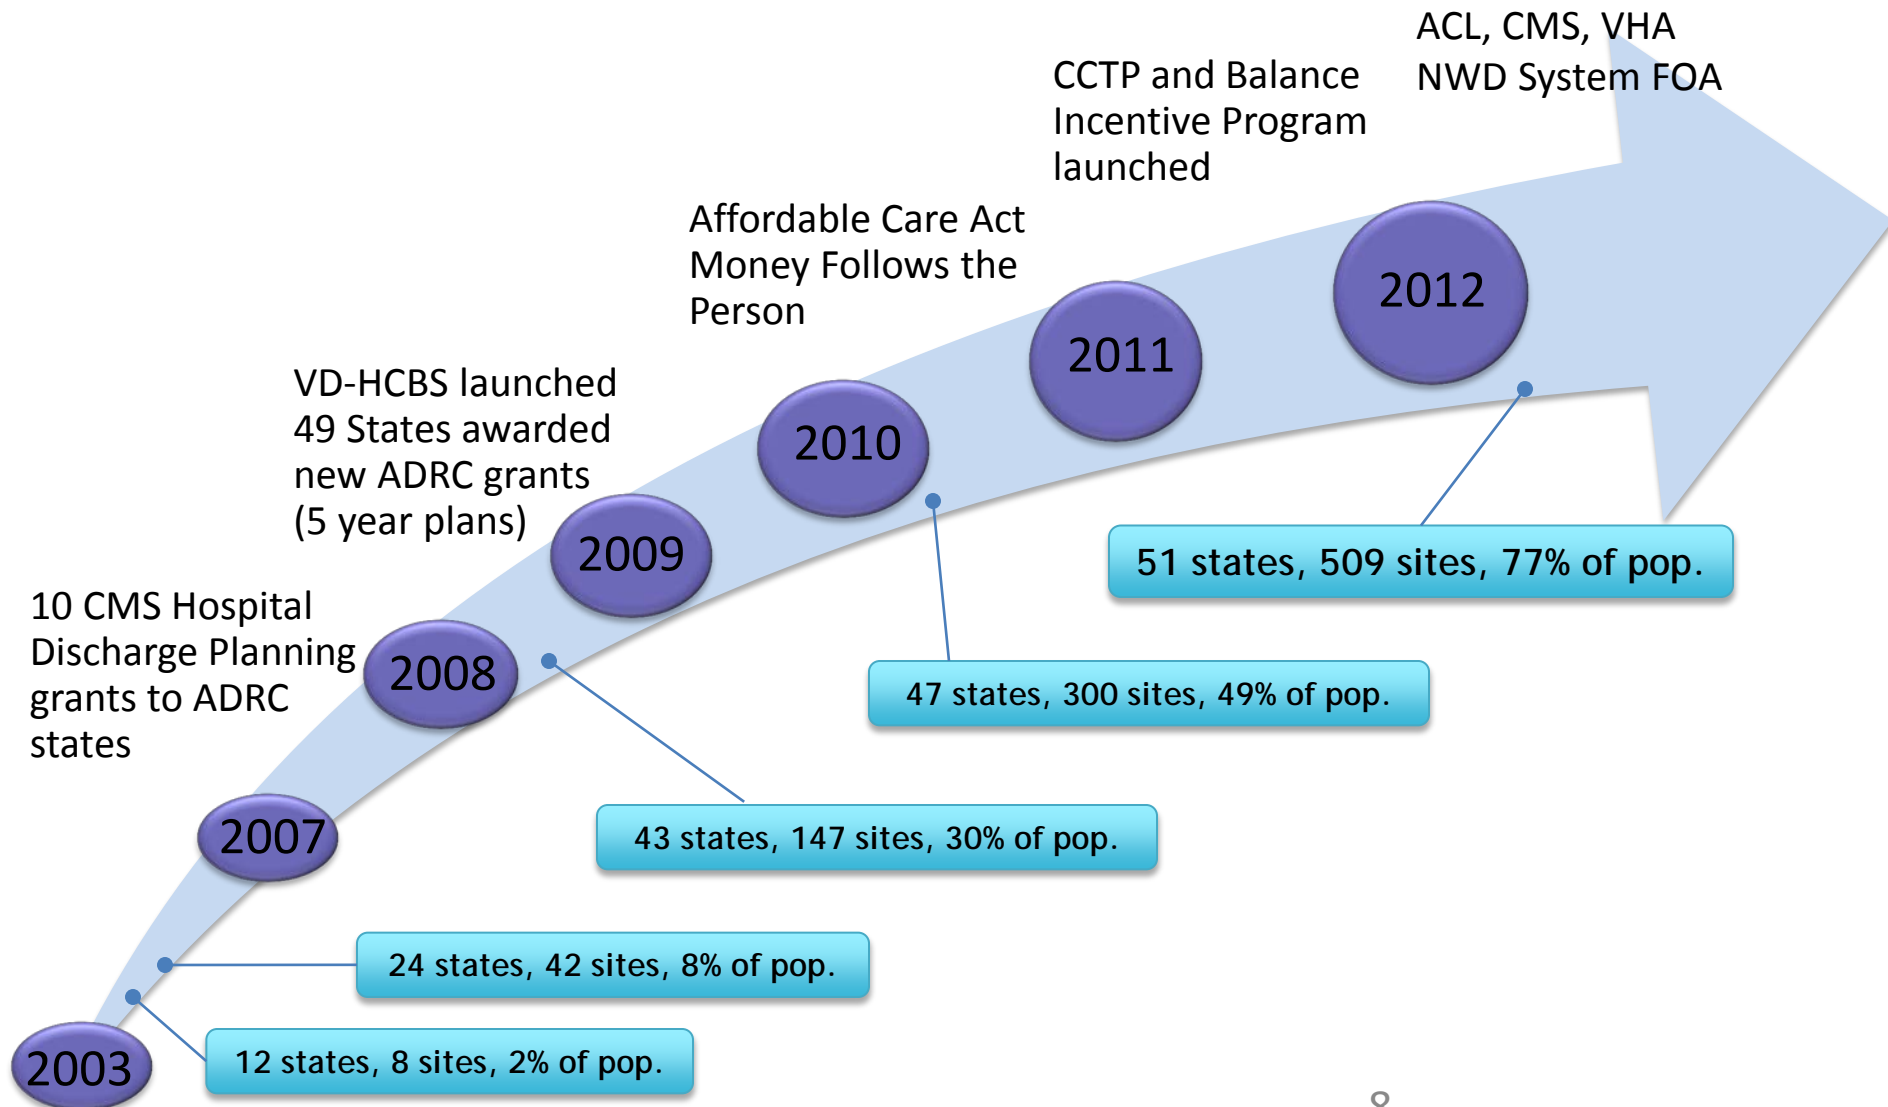 ACL, CMS, VHA
NWD System FOA
CCTP and Balance
Incentive Program
launched
Affordable Care Act
Money Follows the
Person
VD-HCBS launched
49 States awarded
new ADRC grants
(5 year plans)
10 CMS Hospital
Discharge Planning
grants to ADRC
states
2012
2011
2010
2009
2008
2007
2003
51 states, 509 sites, 77% of pop.
47 states, 300 sites, 49% of pop.
43 states, 147 sites, 30% of pop.
24 states, 42 sites, 8% of pop.
12 states, 8 sites, 2% of pop.
8